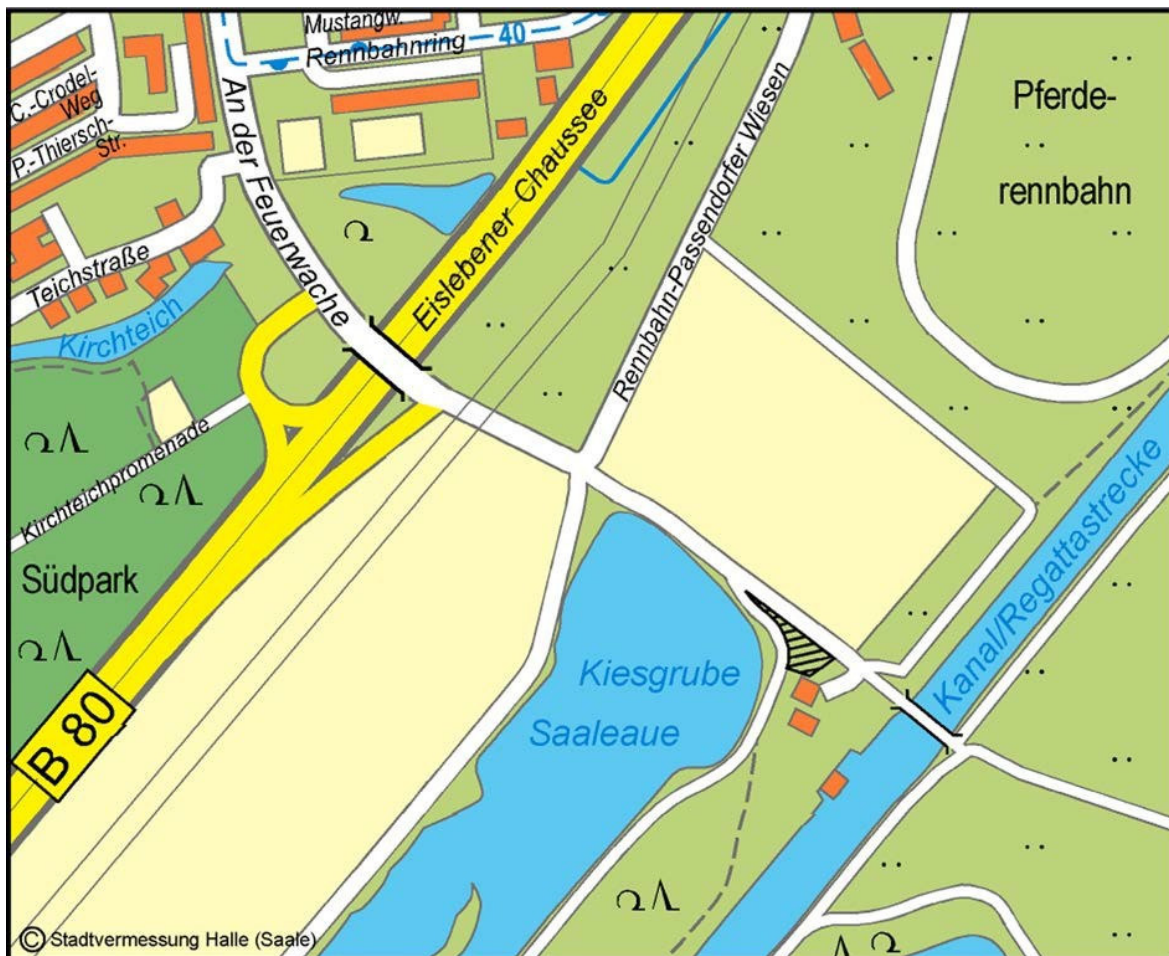 Mustangw.
Rennbahnring
40
C.-Crodel-
Weg
P.-Thiersch-
Str.
An der Feuerwache
Eislebener Chaussee
Rennbahn-Passendorfer Wiesen
Pferde-
rennbahn
Teichstraße
Kirchteich
Kirchteichpromenade
Südpark
Kanal/Regattastrecke
Kiesgrube
Saaleaue
B 80
© Stadtvermessung Halle (Saale)